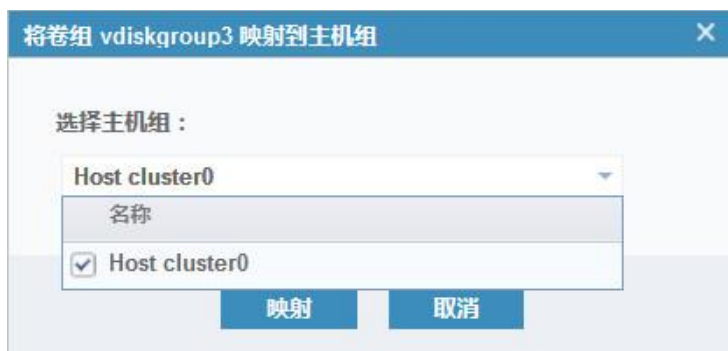 将卷组 vdiskgroup3 映射到主机组
选择主机组：
Host cluster0
名称
Host cluster0
映射 取消